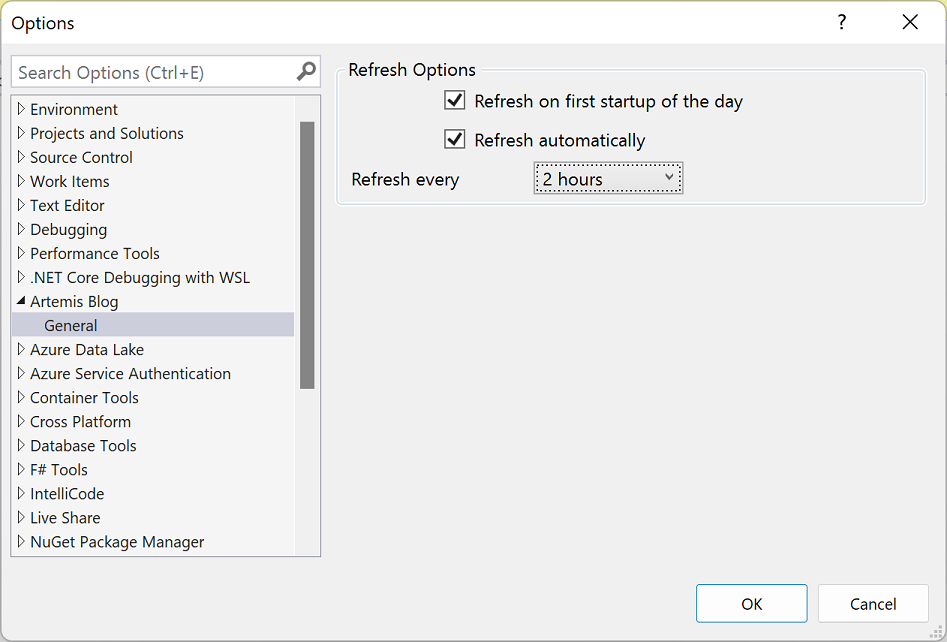 Options
?
Search Options (Ctrl+E)
Environment
Projects and Solutions
Source Control
Work Items
Text Editor
Debugging
Performance Tools
.NET Core Debugging with WSL
Artemis Blog
General
Azure Data Lake
Azure Service Authentication
Container Tools
Cross Platform
Database Tools
F# Tools
IntelliCode
Live Share
NuGet Package Manager
Refresh Options
Refresh on first startup of the day
Refresh automatically
Refresh every 2 hours
OK
Cancel